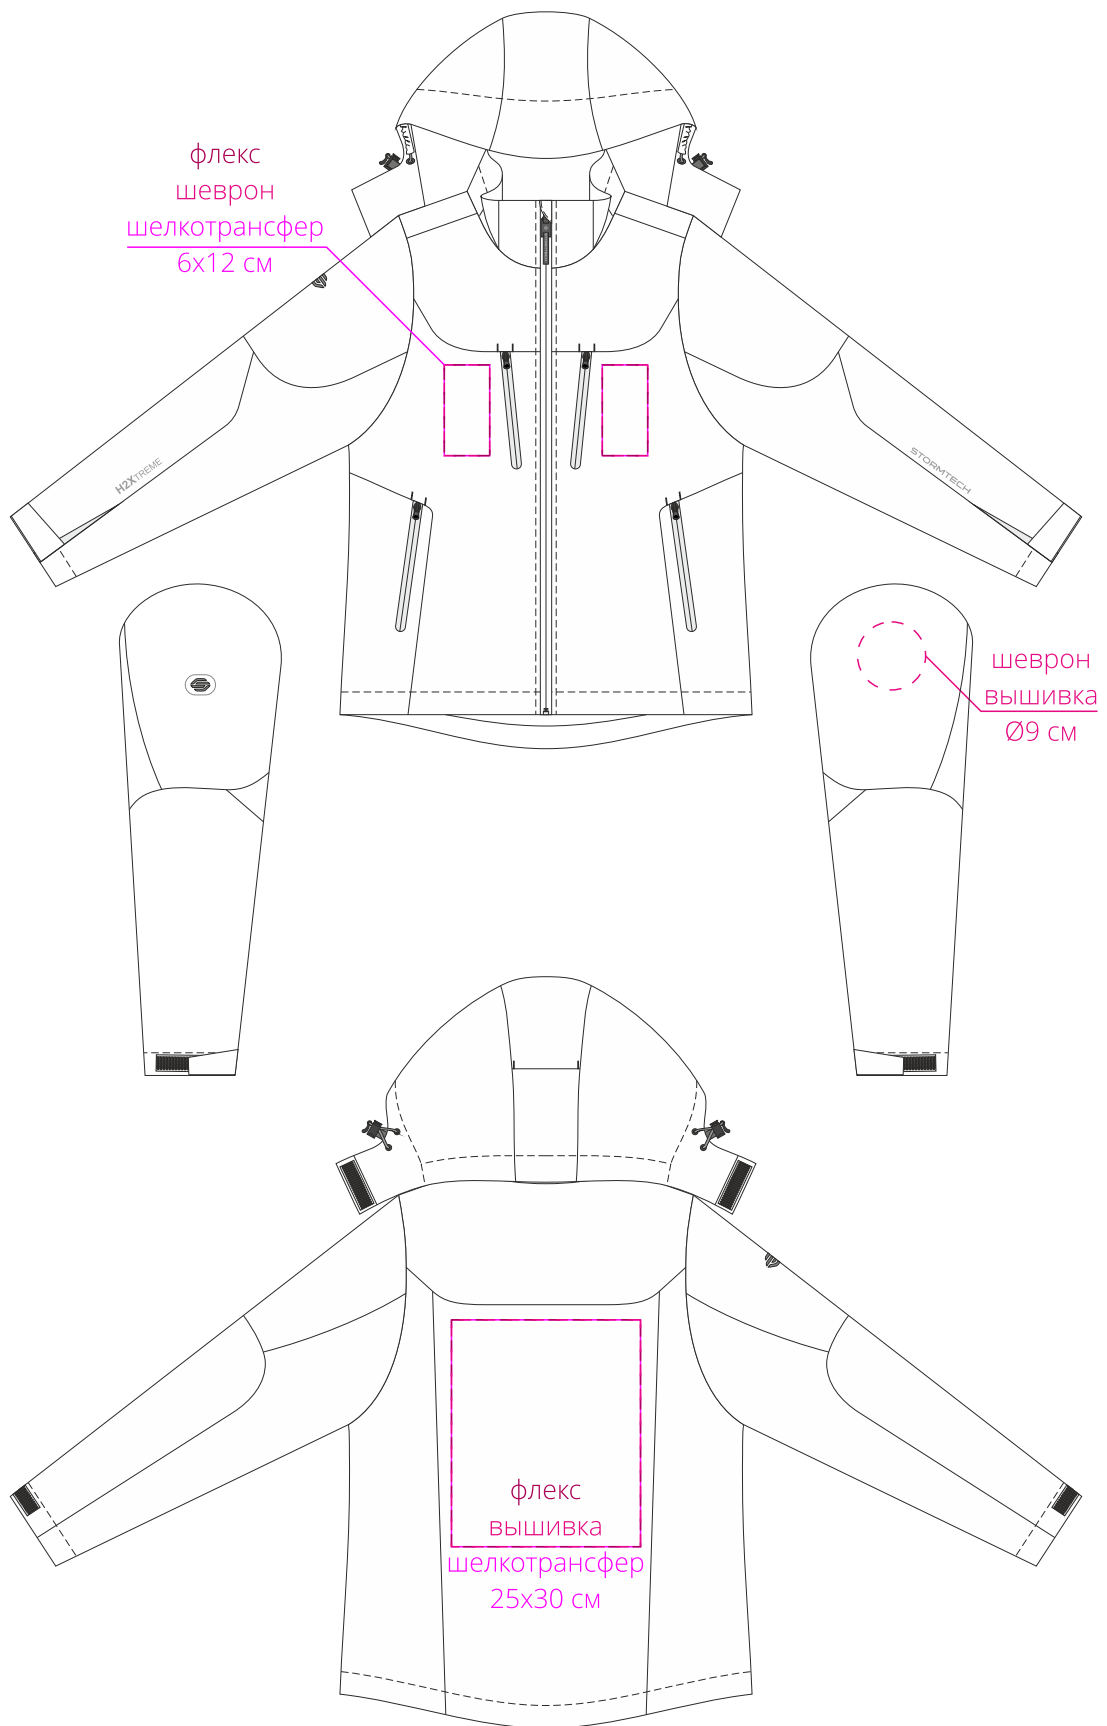 флекс
шеврон
шелкотрансфер
6х12 см
H2XTREME
STORMTECH
шеврон
вышивка
Ø9 см
флекс
вышивка
шелкотрансфер
25х30 см